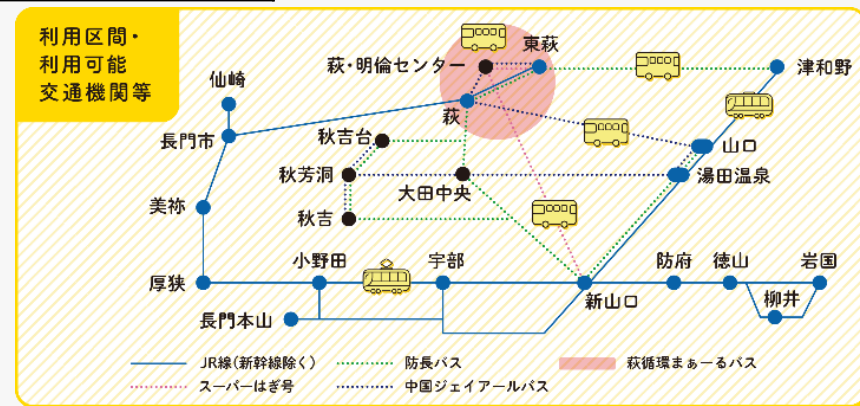 利用区間・
利用可能
交通機関等
仙崎
萩・明倫センター
東萩
津和野
長門市
萩
秋吉台
山口
秋芳洞
大田中央
湯田温泉
美祢
秋吉
厚狭
小野田
宇部
新山口
防府
徳山
岩国
柳井
長門本山
JR線(新幹線除く)
防長バス
萩循環まぁーるバス
スーパーはぎ号
中国ジェイアールバス